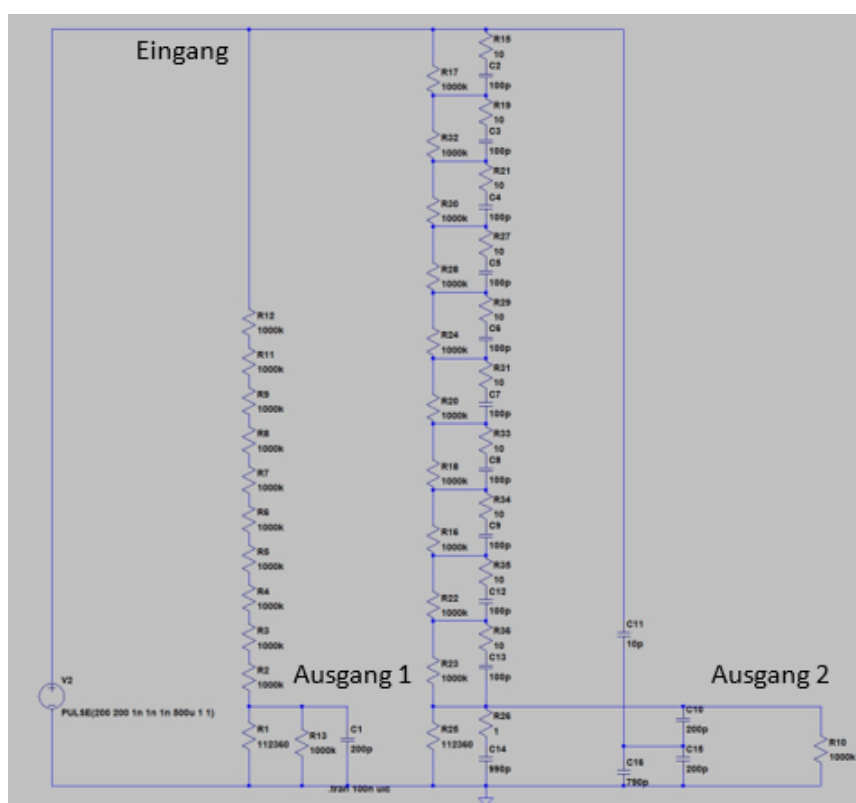 Eingang
R12
1000k
R11
1000k
R9
1000k
R8
1000k
R7
1000k
R6
1000k
R5
1000k
R4
1000k
R3
1000k
R2
1000k
V2
PULSE(200 200 1n 1n 1n 500u 1 1)
Ausgang 1
R1
112360
R13
1000k
C1
200p
.tran 100n uic
R17
1000k
R32
1000k
R30
1000k
R28
1000k
R24
1000k
R20
1000k
R18
1000k
R16
1000k
R22
1000k
R23
1000k
R25
112360
R15
10
C2
100p
R19
10
C3
100p
R21
10
C4
100p
R27
10
C5
100p
R29
10
C6
100p
R31
10
C7
100p
R33
10
C8
100p
R34
10
C9
100p
R35
10
C12
100p
R36
10
C13
100p
R26
1
C14
990p
C11
10p
Ausgang 2
C10
200p
C15
200p
C16
790p
R10
1000k